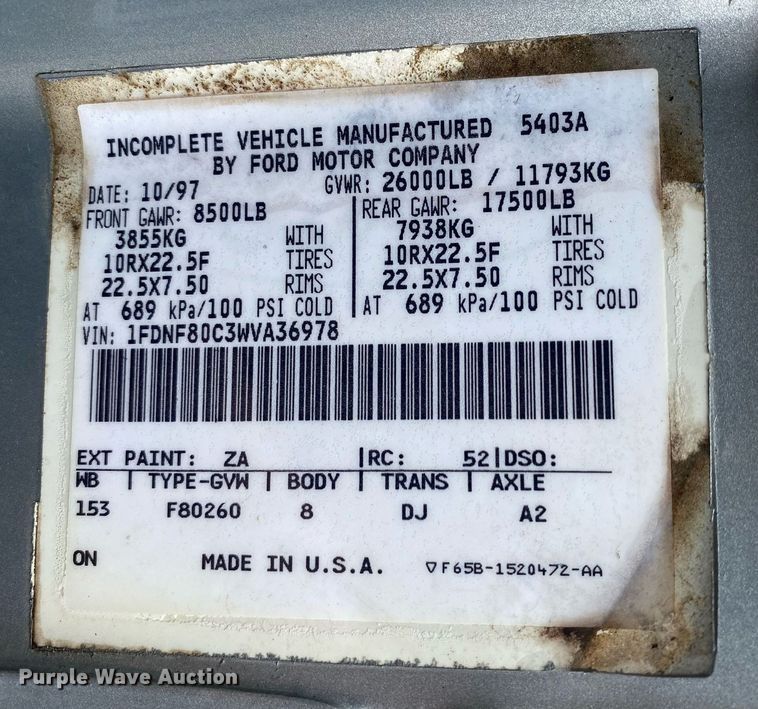 INCOMPLETE VEHICLE MANUFACTURED 5403A
BY FORD MOTOR COMPANY
DATE: 10/97 GVWR: 26000LB / 11793KG
FRONT GAWR: 8500LB
3855KG WITH
10RX22.5F TIRES
22.5X7.50 RIMS
AT 689 kPa/100 PSI COLD
REAR GAWR: 17500LB
7938KG WITH
10RX22.5F TIRES
22.5X7.50 RIMS
AT 689 kPa/100 PSI COLD
VIN: 1FDNF80C3WVA36978
EXT PAINT: ZA |RC: 52|DSO:
WB | TYPE-GVW | BODY | TRANS | AXLE
153 F80260 8 DJ A2
ON MADE IN U.S.A. ▽F65B-1520472-AA
Purple Wave Auction